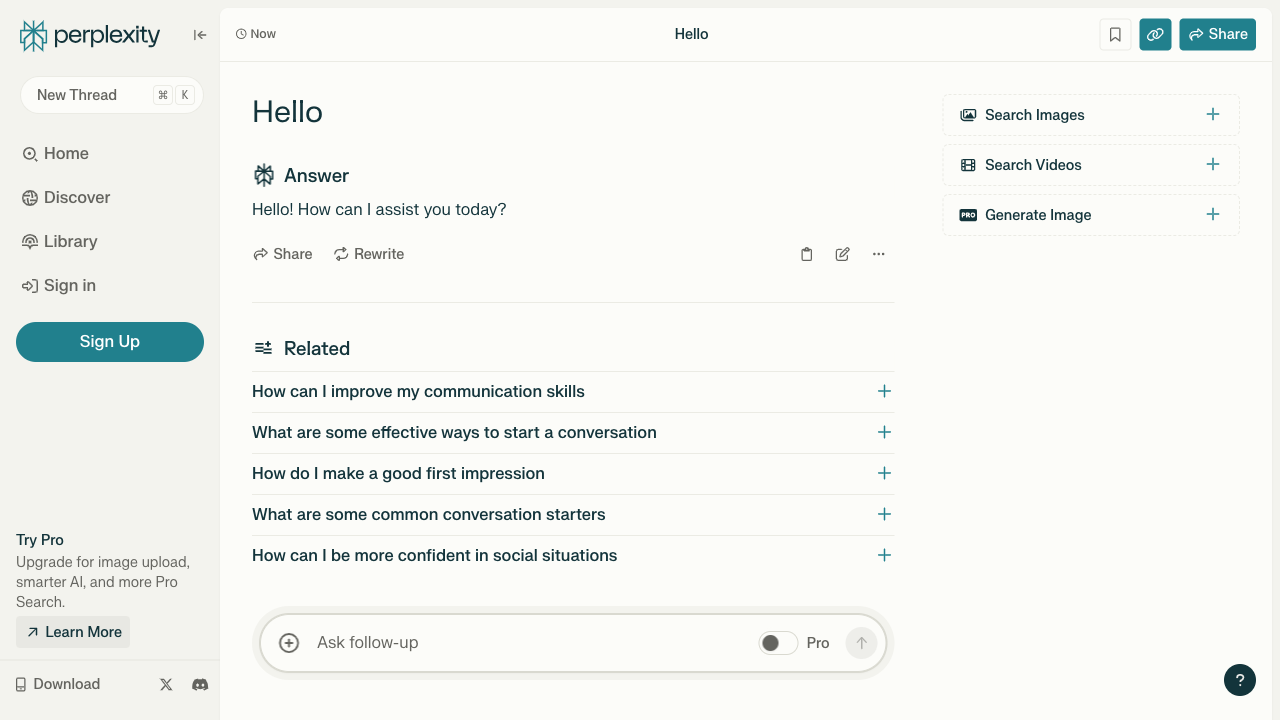 perplexity
New Thread
⌘ K
Home
Discover
Library
Sign in
Sign Up
Try Pro
Upgrade for image upload,
smarter AI, and more Pro
Search.
Learn More
Download
Now
Hello
Share
Hello
Answer
Hello! How can I assist you today?
Share
Rewrite
Related
How can I improve my communication skills
What are some effective ways to start a conversation
How do I make a good first impression
What are some common conversation starters
How can I be more confident in social situations
Ask follow-up
Pro
Search Images
Search Videos
PRO Generate Image
?